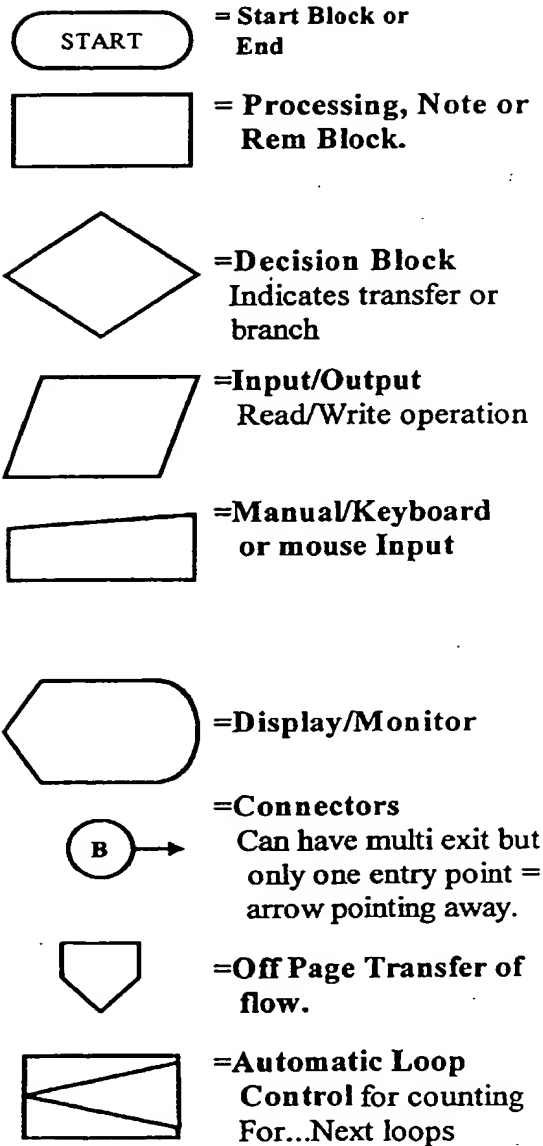 START
= Start Block or
End
= Processing, Note or
Rem Block.
=Decision Block
Indicates transfer or
branch
=Input/Output
Read/Write operation
=Manual/Keyboard
or mouse Input
=Display/Monitor
=Connectors
B
Can have multi exit but
only one entry point =
arrow pointing away.
=Off Page Transfer of
flow.
=Automatic Loop
Control for counting
For...Next loops